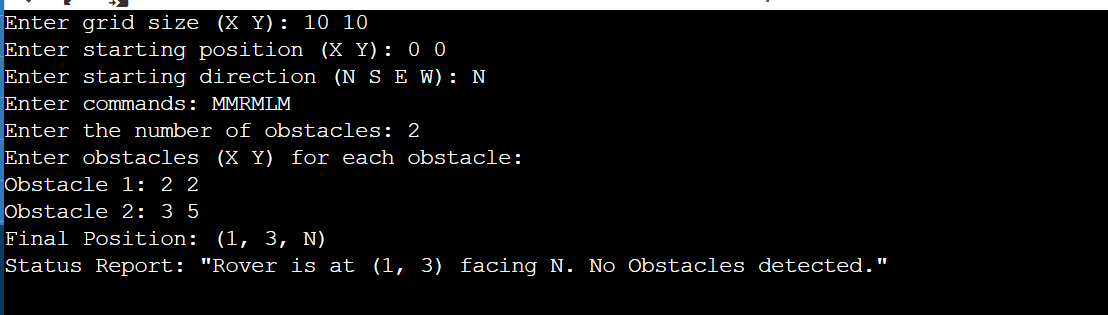 Enter grid size (X Y): 10 10
Enter starting position (X Y): 0 0
Enter starting direction (N S E W): N
Enter commands: MMRMLM
Enter the number of obstacles: 2
Enter obstacles (X Y) for each obstacle:
Obstacle 1: 2 2
Obstacle 2: 3 5
Final Position: (1, 3, N)
Status Report: "Rover is at (1, 3) facing N. No Obstacles detected."